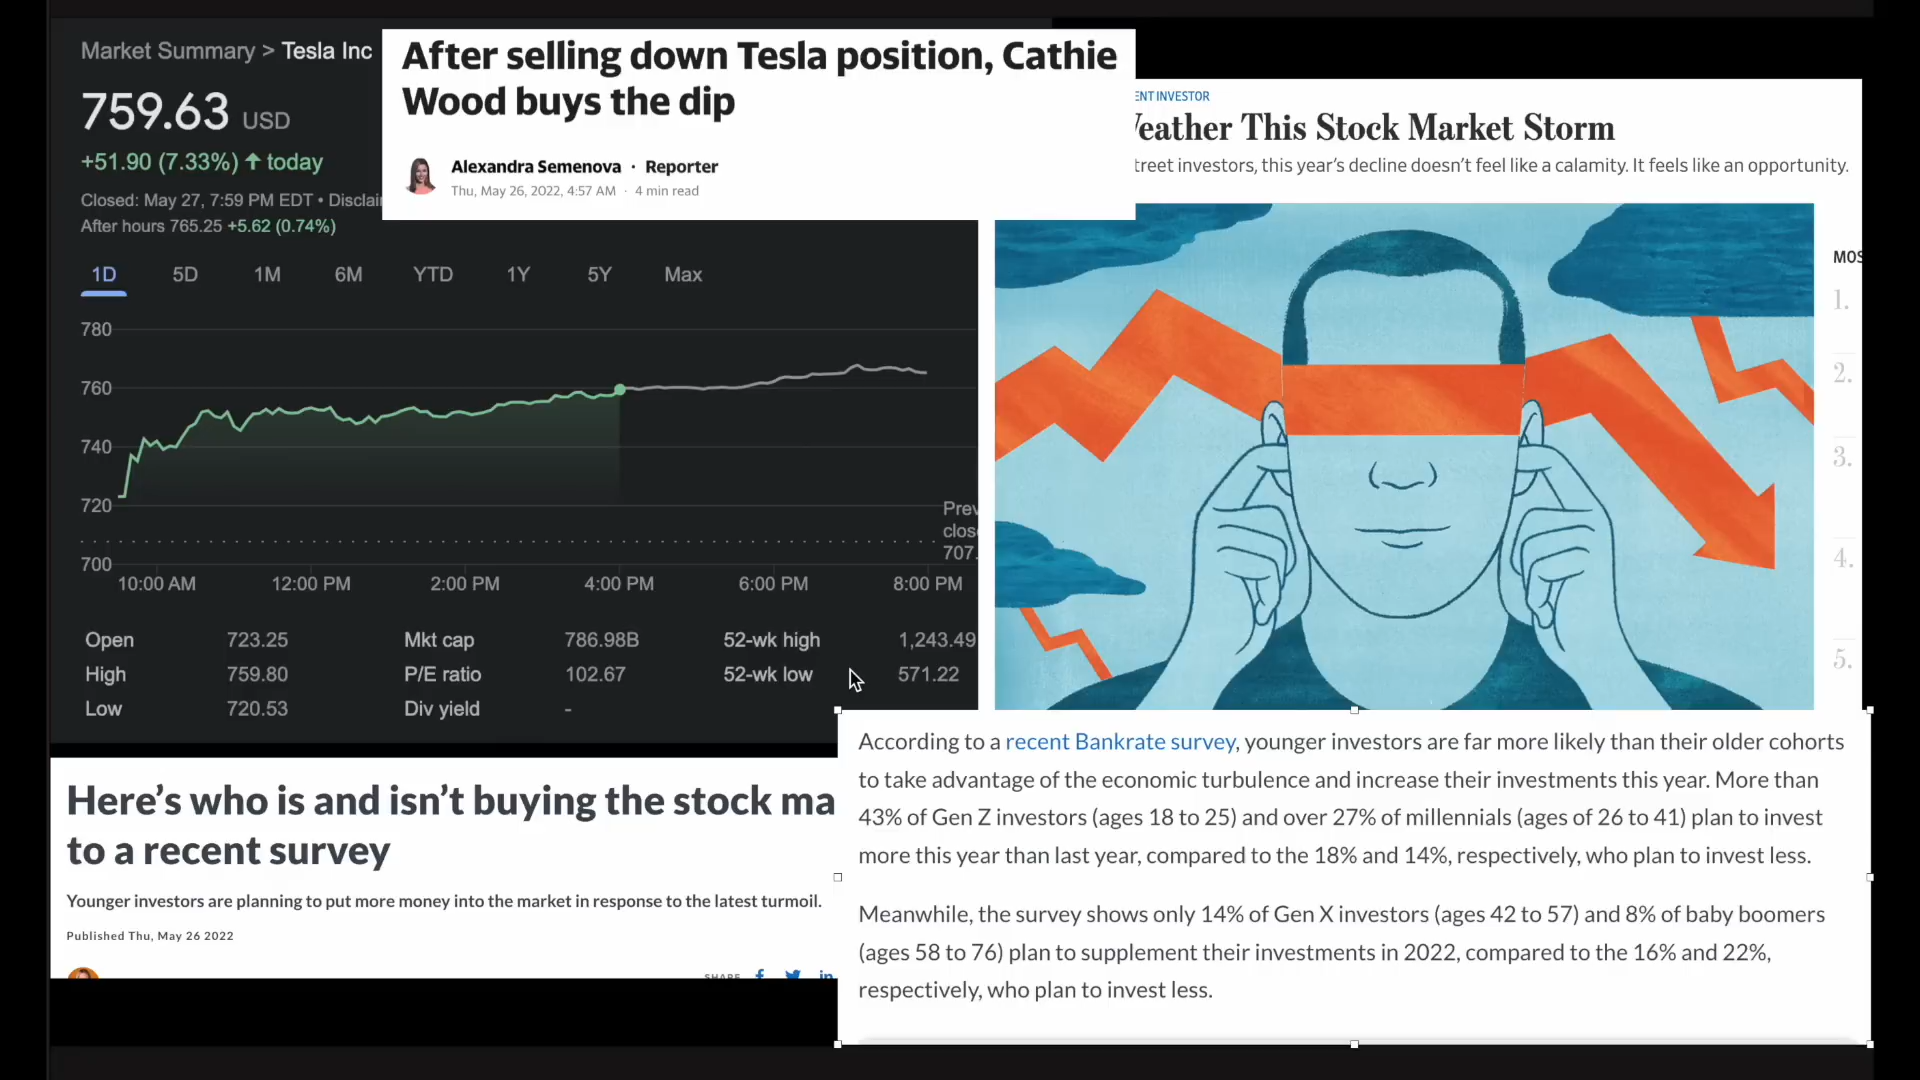 Market Summary > Tesla Inc
759.63 USD
+51.90 (7.33%) ↑ today
Closed: May 27, 7:59 PM EDT •
After hours 765.25 +5.62 (0.74%)
1D 5D 1M 6M YTD 1Y 5Y Max
780
760
740
720
700
Prev
close
707.
10:00 AM 12:00 PM 2:00 PM 4:00 PM 6:00 PM 8:00 PM
Open 723.25 Mkt cap 786.98B 52-wk high 1,243.49
High 759.80 P/E ratio 102.67 52-wk low 571.22
Low 720.53 Div yield -
After selling down Tesla position, Cathie
Wood buys the dip
Alexandra Semenova · Reporter
Thu, May 26, 2022, 4:57 AM · 4 min read
INVESTOR
This Stock Market Storm
investors, this year’s decline doesn’t feel like a calamity. It feels like an opportunity.
1.
2.
3.
4.
5.
Here’s who is and isn’t buying the stock ma
to a recent survey
Younger investors are planning to put more money into the market in response to the latest turmoil.
Published Thu, May 26 2022
SHARE
According to a recent Bankrate survey, younger investors are far more likely than their older cohorts
to take advantage of the economic turbulence and increase their investments this year. More than
43% of Gen Z investors (ages 18 to 25) and over 27% of millennials (ages of 26 to 41) plan to invest
more this year than last year, compared to the 18% and 14%, respectively, who plan to invest less.
Meanwhile, the survey shows only 14% of Gen X investors (ages 42 to 57) and 8% of baby boomers
(ages 58 to 76) plan to supplement their investments in 2022, compared to the 16% and 22%,
respectively, who plan to invest less.